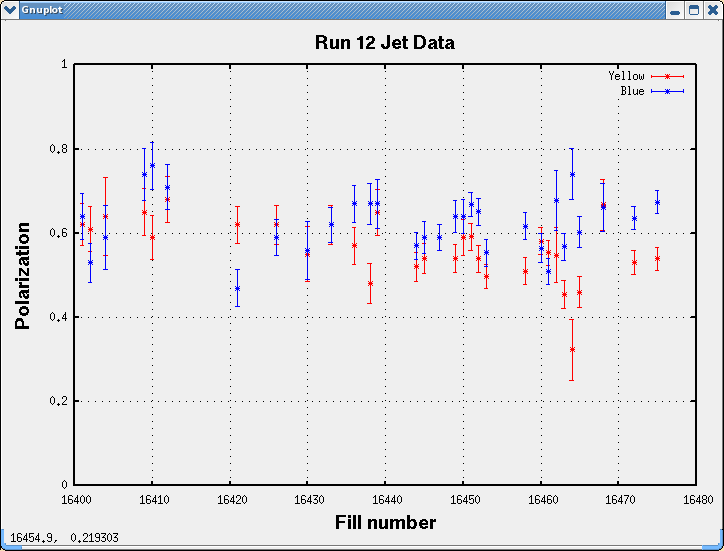 Gnuplot
Run 12 Jet Data
1
Yellow
Blue
0.8
0.6
0.4
0.2
0
Polarization
16400 16410 16420 16430 16440 16450 16460 16470 16480
Fill number
16454.9, 0.219303